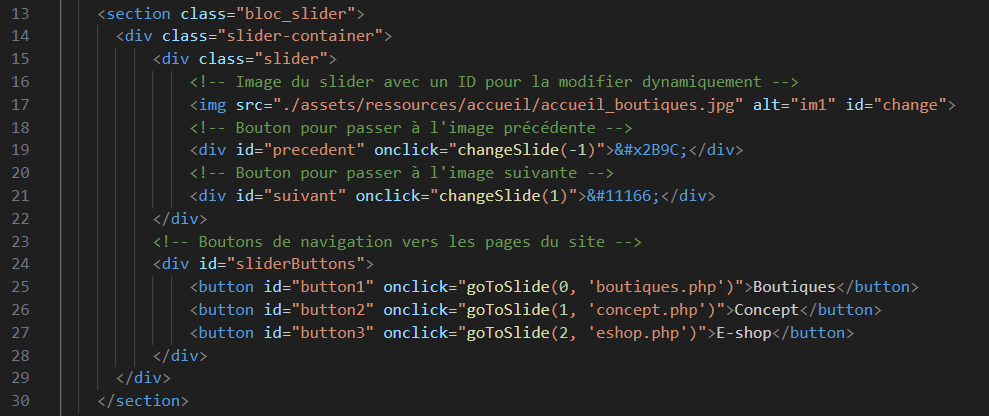 13 <section class="bloc_slider">
14 <div class="slider-container">
15 <div class="slider">
16 <!-- Image du slider avec un ID pour la modifier dynamiquement -->
17 <img src="./assets/ressources/accueil/accueil_boutiques.jpg" alt="im1" id="change">
18 <!-- Bouton pour passer à l'image précédente -->
19 <div id="precedent" onclick="changeSlide(-1)">&#x2B9C;</div>
20 <!-- Bouton pour passer à l'image suivante -->
21 <div id="suivant" onclick="changeSlide(1)">&#11166;</div>
22 </div>
23 <!-- Boutons de navigation vers les pages du site -->
24 <div id="sliderButtons">
25 <button id="button1" onclick="goToSlide(0, 'boutiques.php')">Boutiques</button>
26 <button id="button2" onclick="goToSlide(1, 'concept.php')">Concept</button>
27 <button id="button3" onclick="goToSlide(2, 'eshop.php')">E-shop</button>
28 </div>
29 </div>
30 </section>